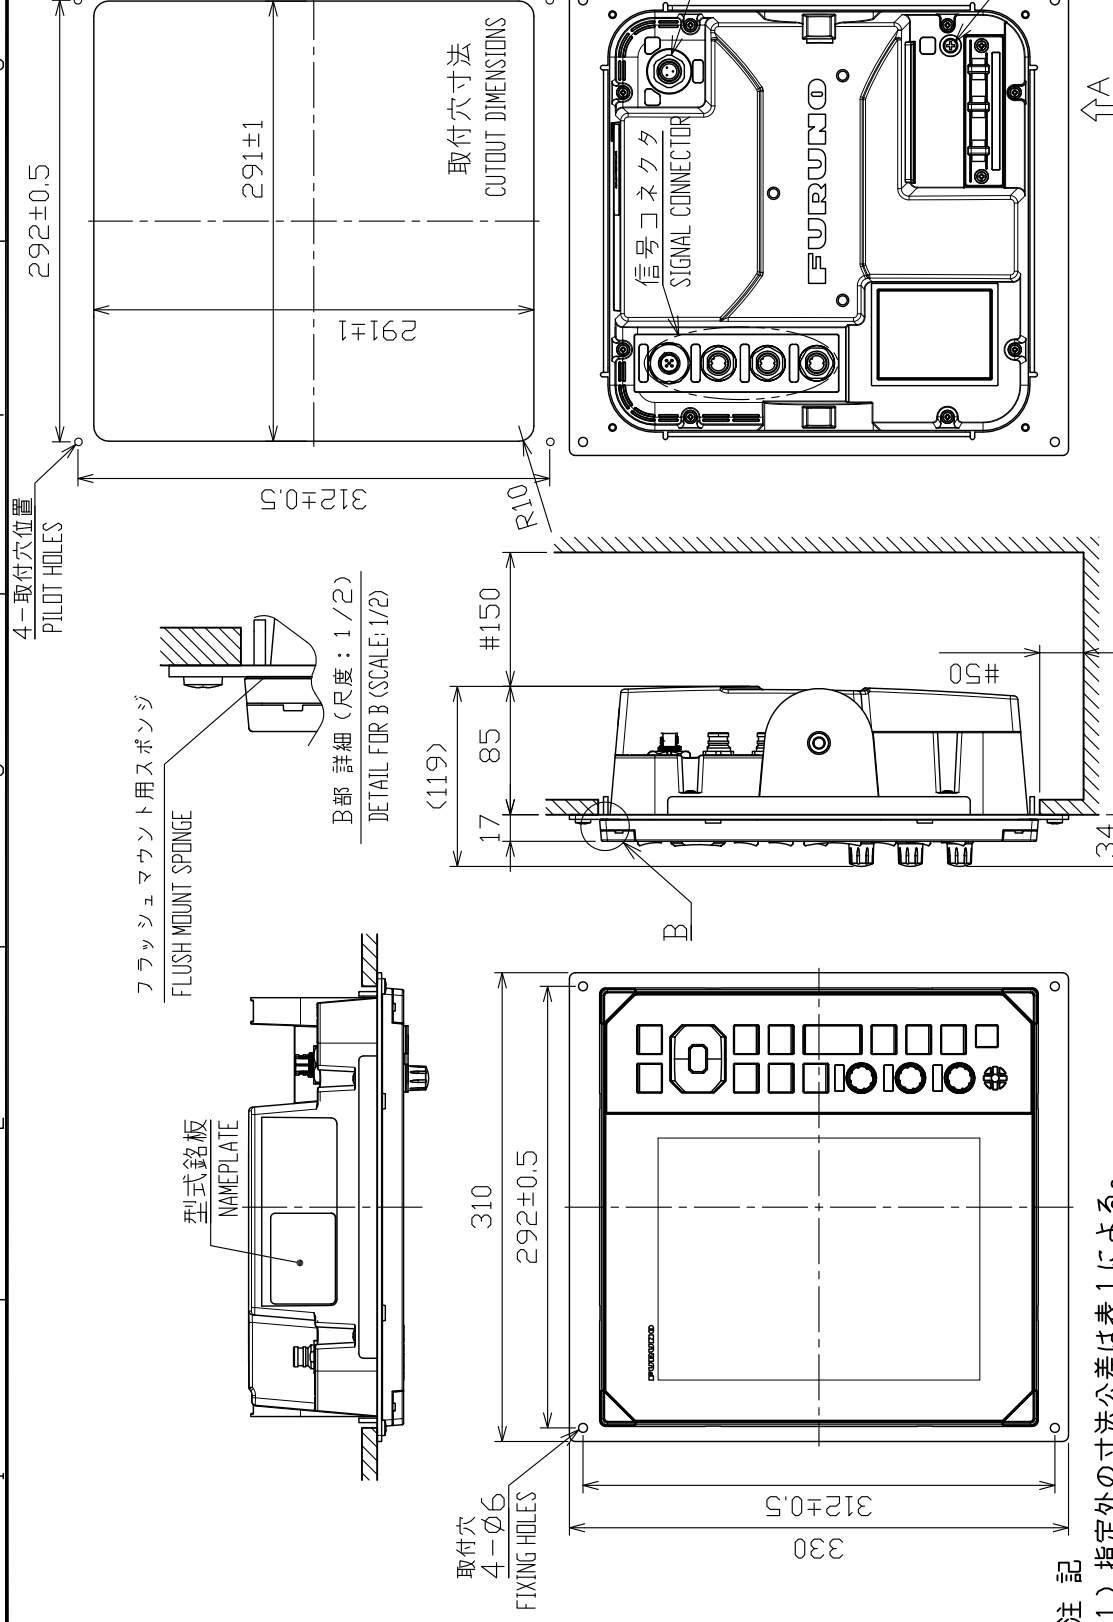 292±0.5
291±1
291±1
取付穴寸法
CUTOUT DIMENSIONS
4-取付穴位置
PILOT HOLES
312±0.5
R10
信号コネクタ
SIGNAL CONNECTOR
FURUNO
A
フラッシュマウント用スポンジ
FLUSH MOUNT SPONGE
B部 詳細 (尺度:1/2)
DETAIL FOR B (SCALE:1/2)
#150
(119)
85
17
#50
34
B
型式銘板
NAMEPLATE
310
292±0.5
取付穴
4-Ø6
FIXING HOLES
312±0.5
330
FURUNO
注 記
1) 指定外の寸法公差は表1による。